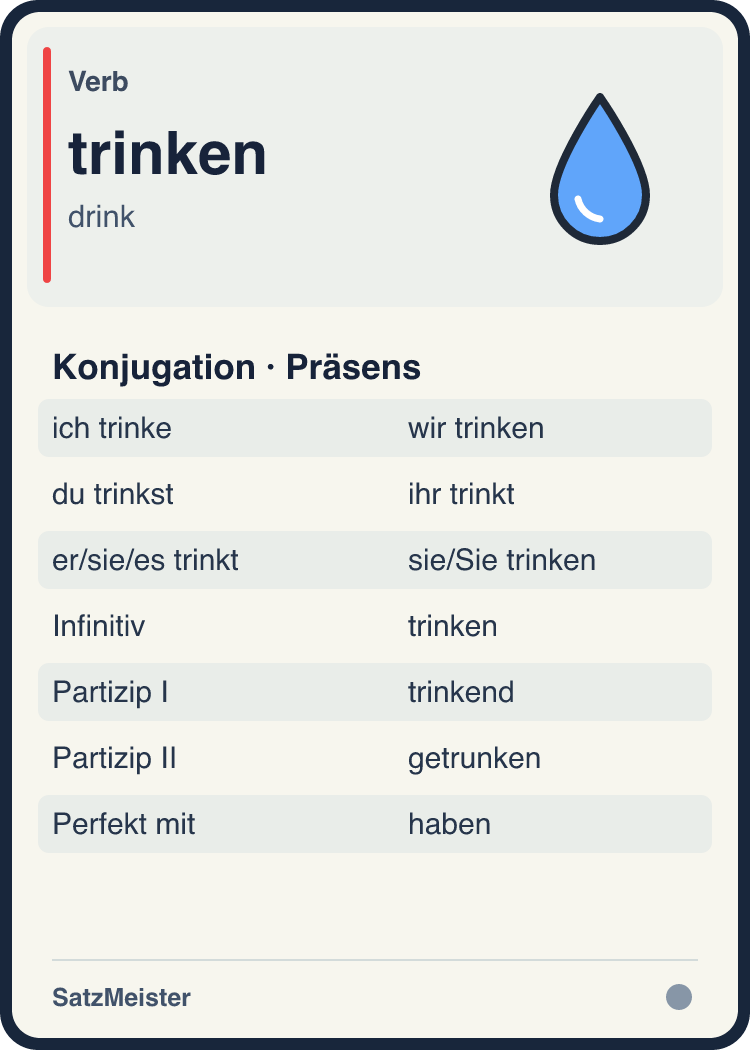 Verb
trinken
drink
Konjugation · Präsens
ich trinke wir trinken
du trinkst ihr trinkt
er/sie/es trinkt sie/Sie trinken
Infinitiv trinken
Partizip I trinkend
Partizip II getrunken
Perfekt mit haben
SatzMeister